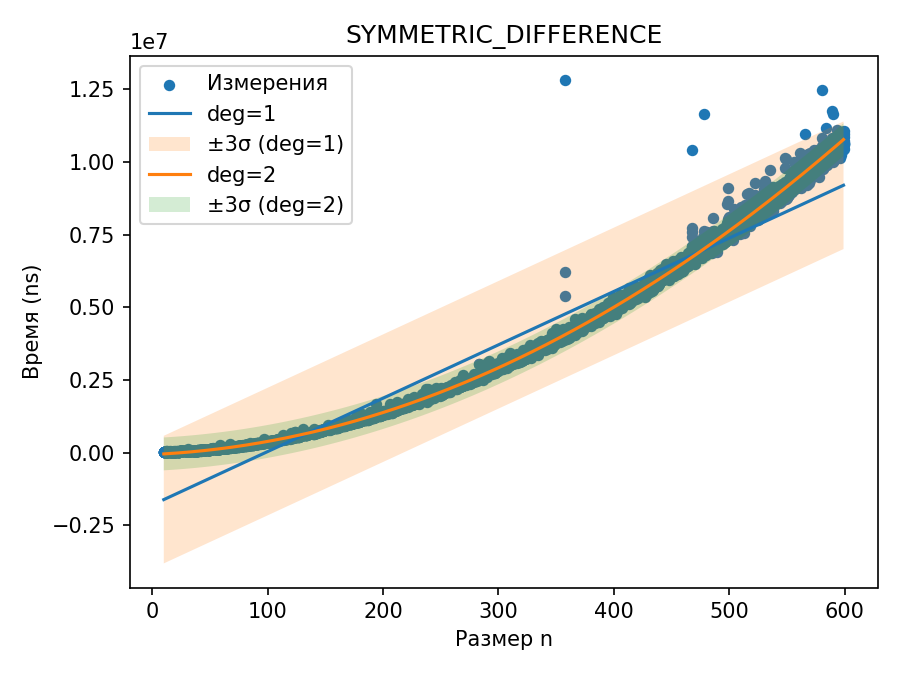 SYMMETRIC_DIFFERENCE
1e7
Измерения
deg=1
±3σ (deg=1)
deg=2
±3σ (deg=2)
1.25
1.00
0.75
0.50
0.25
0.00
−0.25
Время (ns)
0 100 200 300 400 500 600
Размер n